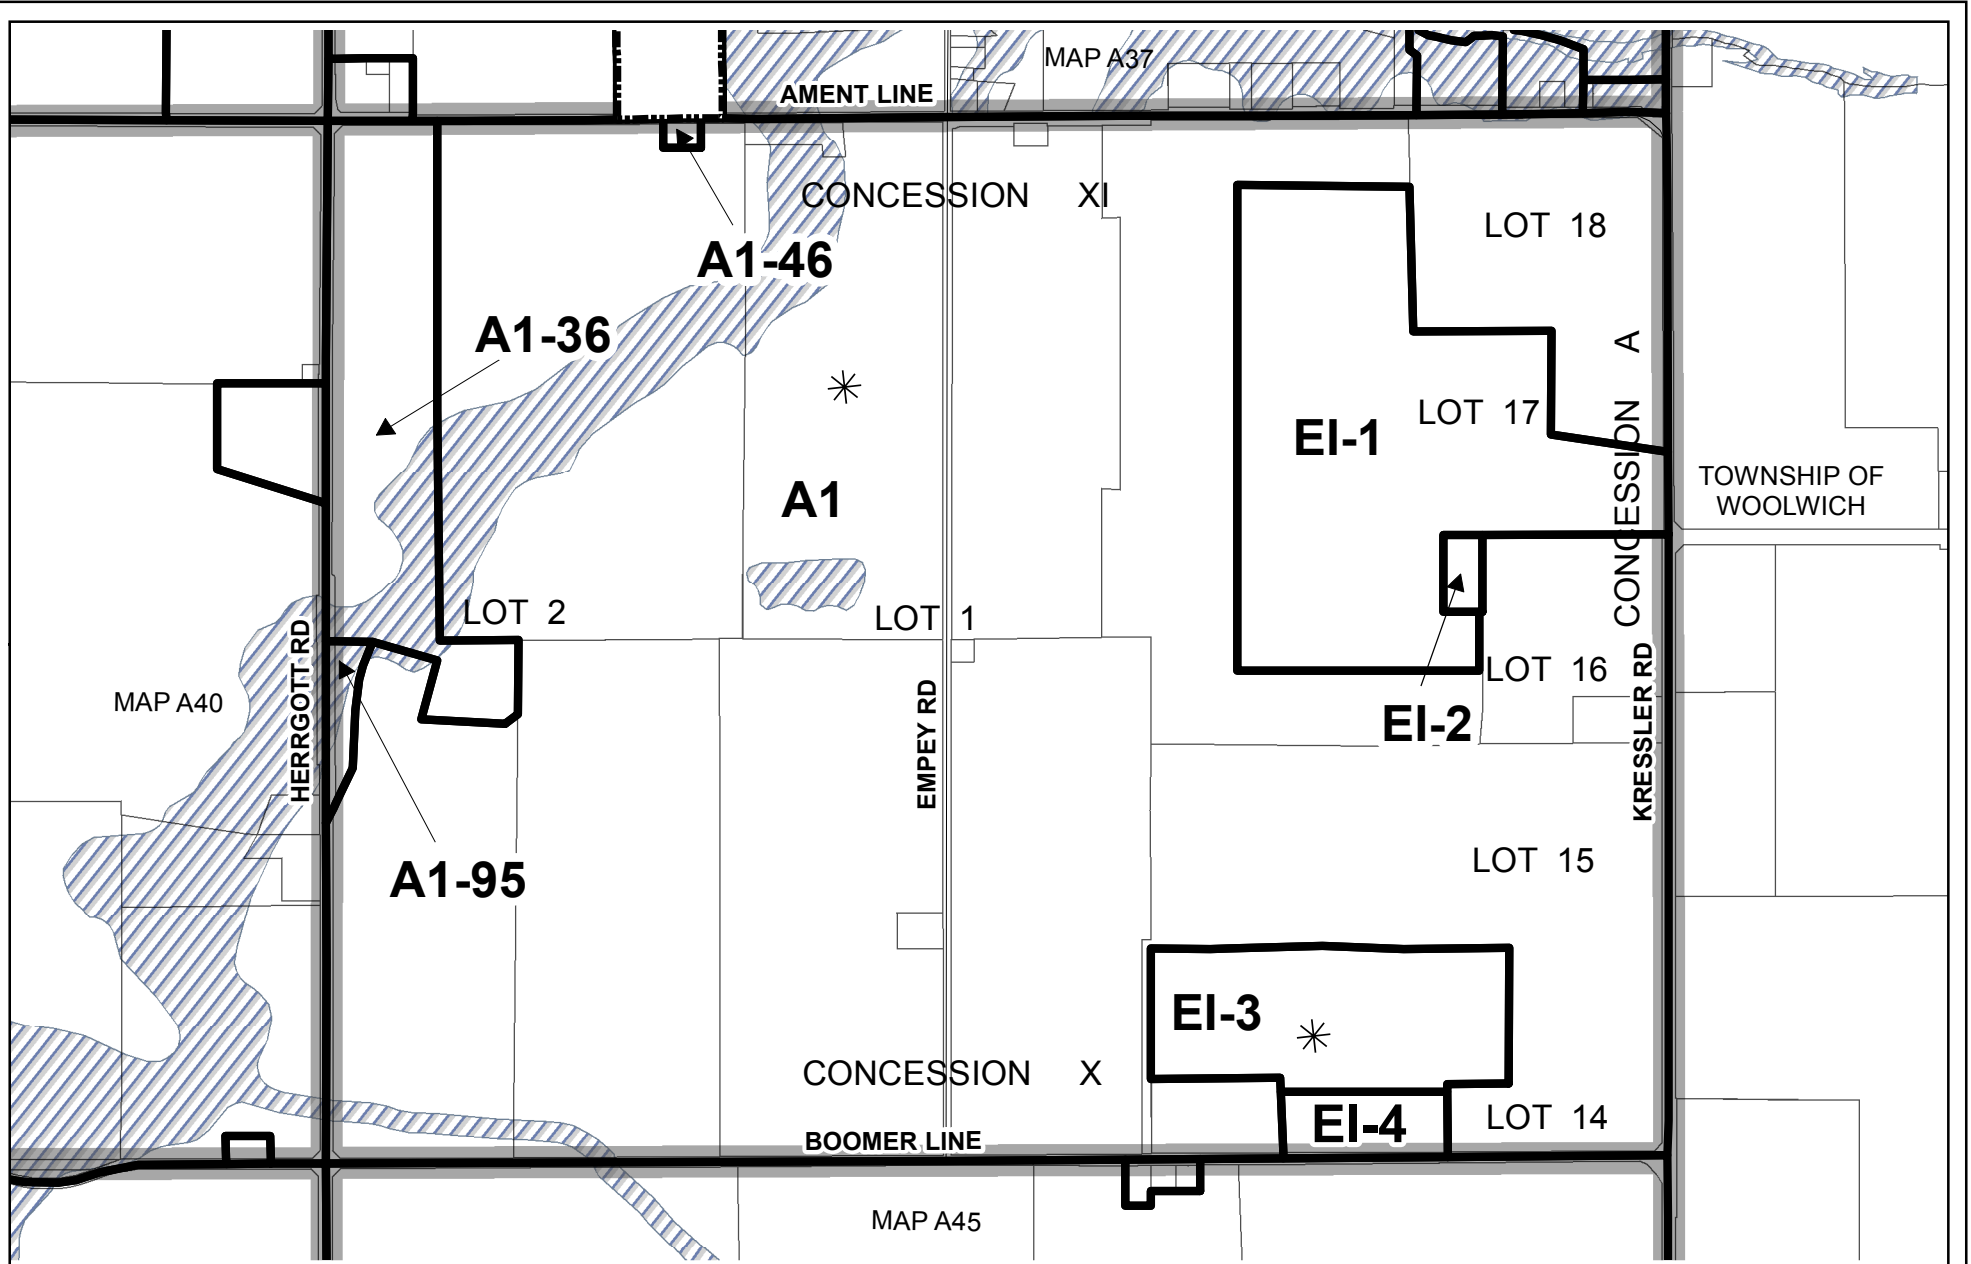 MAP A37
AMENT LINE
CONCESSION XI
LOT 18
A1-46
A1-36
CONCESSION A
LOT 17
EI-1
A1
TOWNSHIP OF
WOOLWICH
LOT 2
LOT 1
HERRGOTT RD
LOT 16
MAP A40
EMPEY RD
EI-2
KRESSLER RD
LOT 15
A1-95
EI-3
CONCESSION X
EI-4
LOT 14
BOOMER LINE
MAP A45